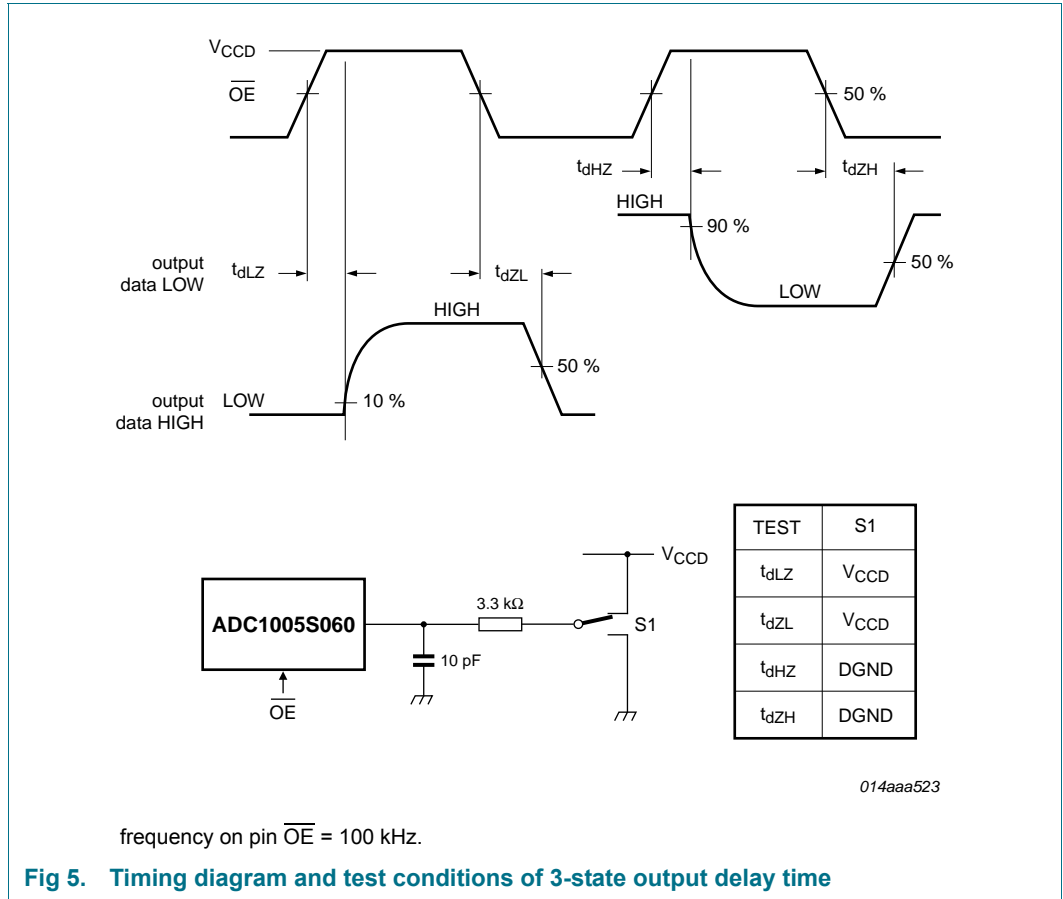 VCCD
OE
50 %
tdHZ
tdZH
HIGH
90 %
output
data LOW
tdLZ
tdZL
50 %
LOW
HIGH
50 %
output
data HIGH
LOW
10 %
VCCD
3.3 kΩ
ADC1005S060
S1
10 pF
OE
TEST S1
tdLZ VCCD
tdZL VCCD
tdHZ DGND
tdZH DGND
014aaa523
frequency on pin OE = 100 kHz.
Fig 5. Timing diagram and test conditions of 3-state output delay time